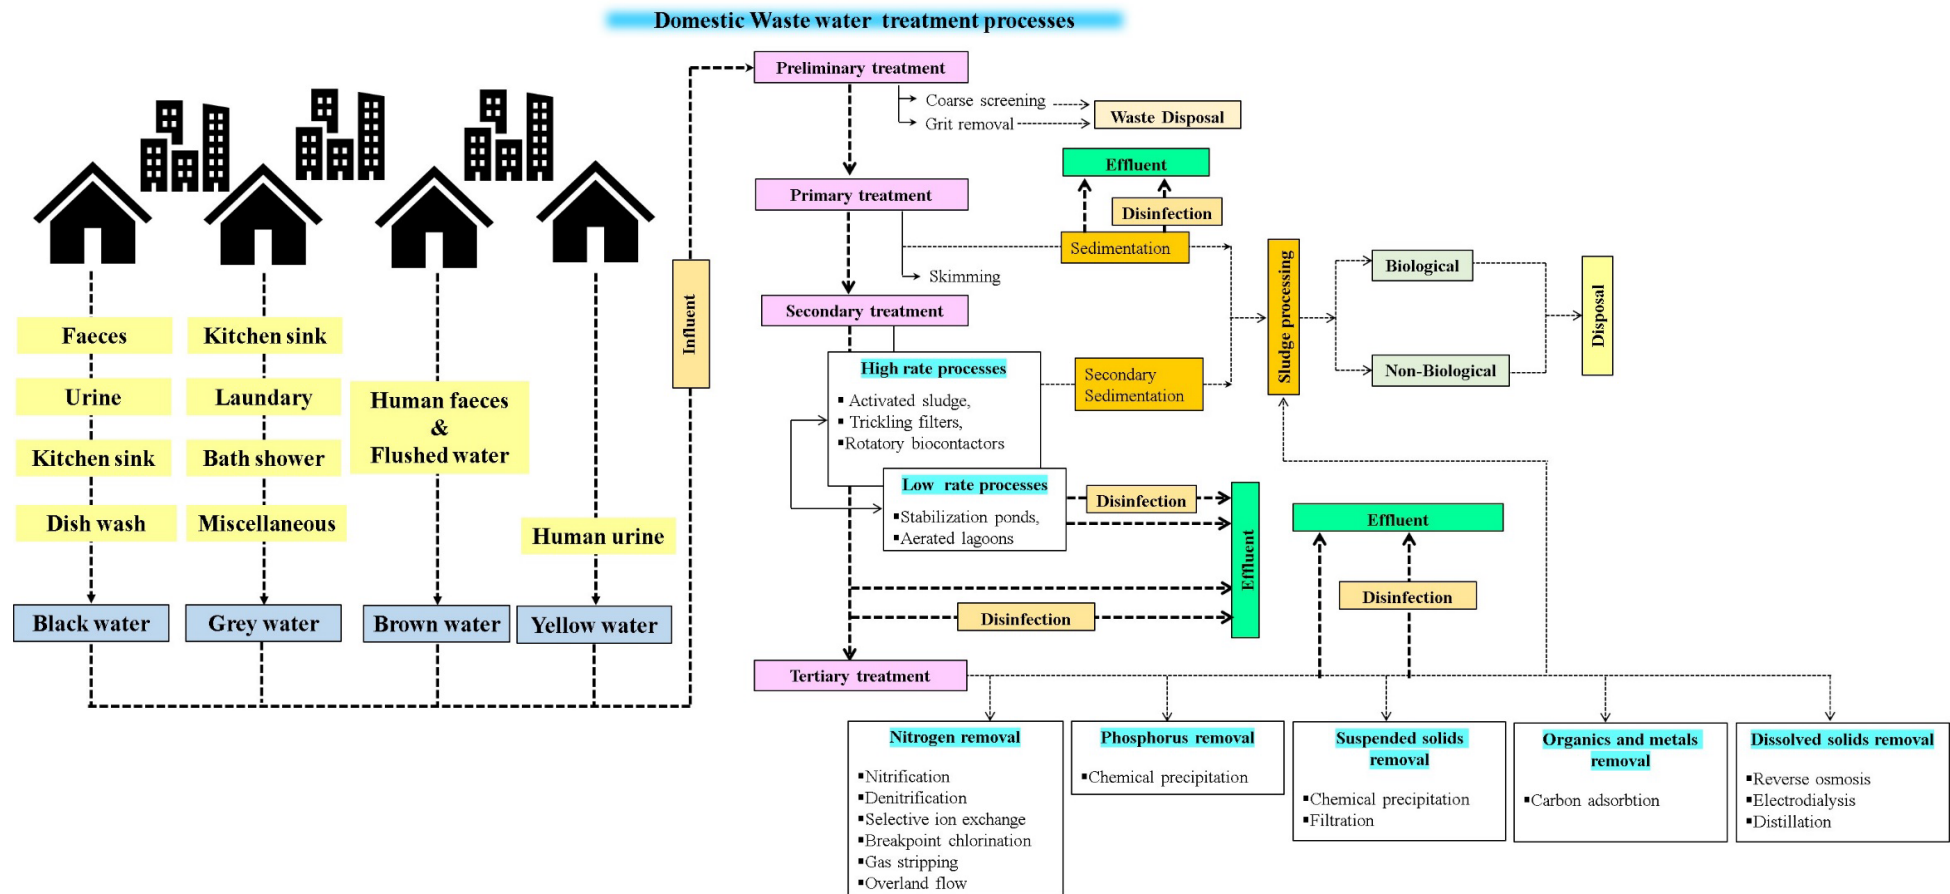 Domestic Waste water treatment processes
Faeces
Urine
Kitchen sink
Dish wash
Black water
Kitchen sink
Laundary
Bath shower
Miscellaneous
Grey water
Human faeces
&
Flushed water
Brown water
Human urine
Yellow water
Influent
Preliminary treatment
Coarse screening
Grit removal
Waste Disposal
Primary treatment
Effluent
Disinfection
Sedimentation
Skimming
Secondary treatment
High rate processes
▪ Activated sludge,
▪ Trickling filters,
▪Rotatory biocontactors
Secondary
Sedimentation
Low rate processes
▪Stabilization ponds,
▪Aerated lagoons
Disinfection
Disinfection
Effluent
Sludge processing
Biological
Non-Biological
Disposal
Effluent
Disinfection
Tertiary treatment
Nitrogen removal
▪Nitrification
▪Denitrification
▪Selective ion exchange
▪Breakpoint chlorination
▪Gas stripping
▪Overland flow
Phosphorus removal
▪Chemical precipitation
Suspended solids
removal
▪Chemical precipitation
▪Filtration
Organics and metals
removal
▪Carbon adsorbtion
Dissolved solids removal
▪Reverse osmosis
▪Electrodialysis
▪Distillation